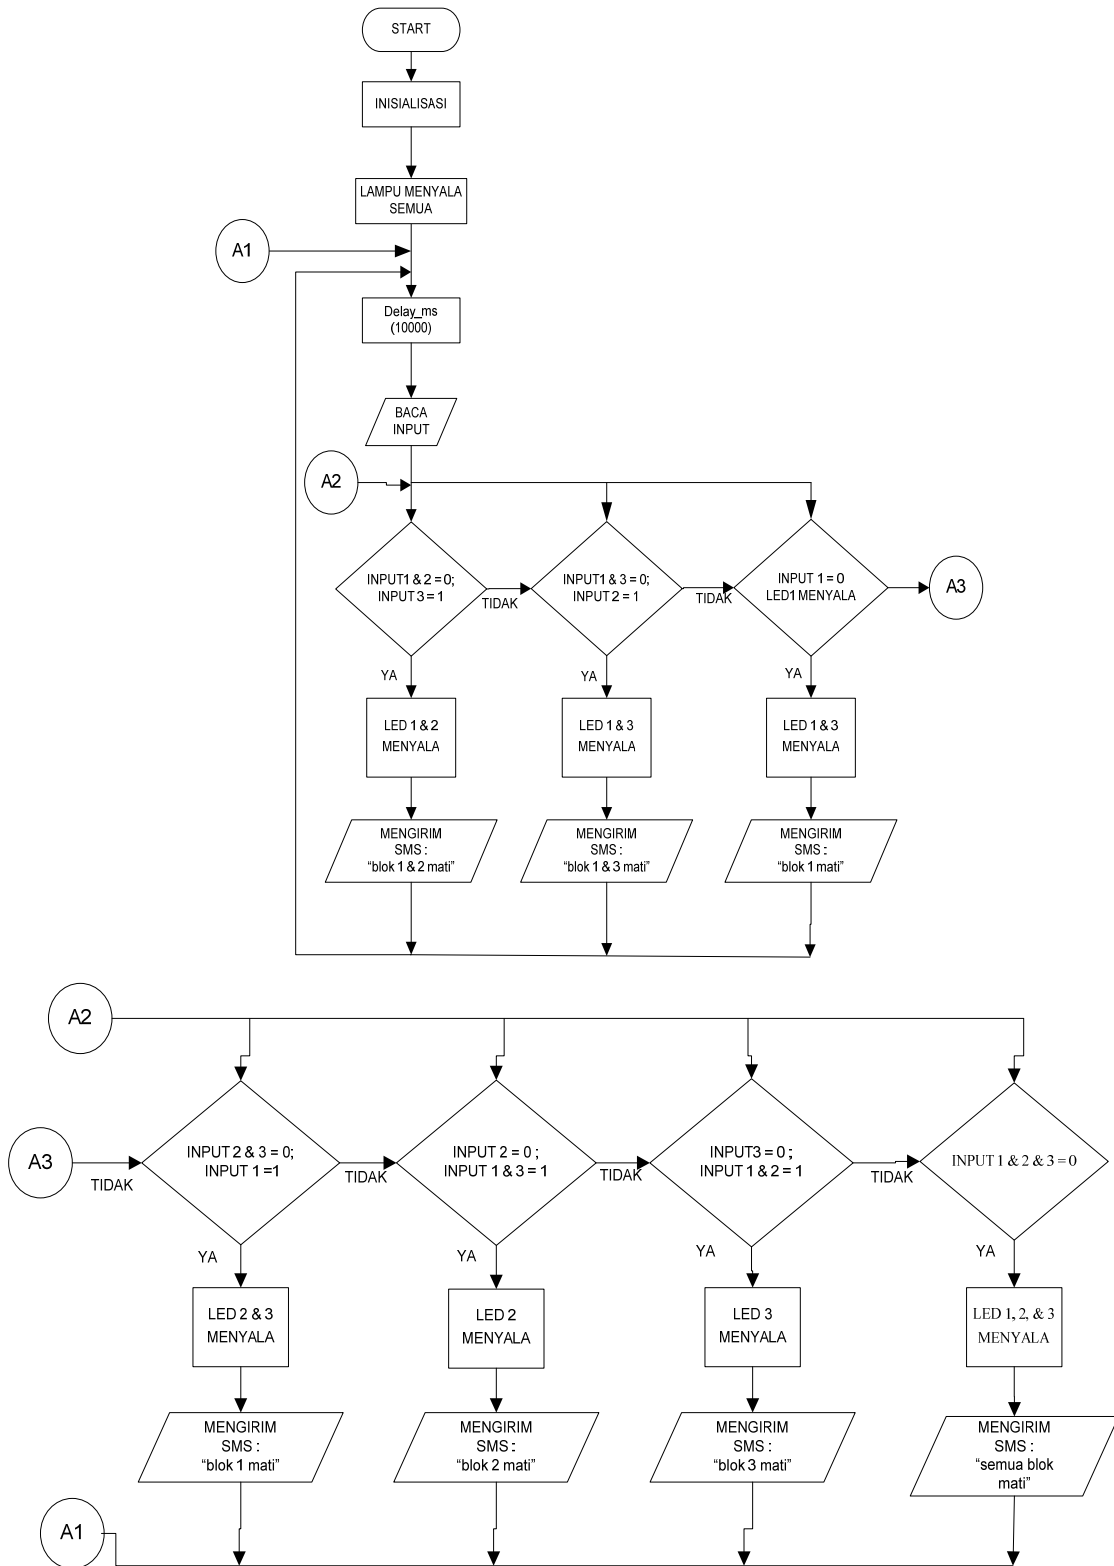 START
INISIALISASI
LAMPU MENYALA
SEMUA
A1
Delay_ms
(10000)
BACA
INPUT
A2
INPUT1 & 2 = 0;
INPUT 3 = 1
TIDAK
INPUT1 & 3 = 0;
INPUT 2 = 1
TIDAK
INPUT 1 = 0
LED1 MENYALA
A3
YA
YA
YA
LED 1 & 2
MENYALA
LED 1 & 3
MENYALA
LED 1 & 3
MENYALA
MENGIRIM
SMS :
“blok 1 & 2 mati”
MENGIRIM
SMS :
“blok 1 & 3 mati”
MENGIRIM
SMS :
“blok 1 mati”
A2
A3
TIDAK
INPUT 2 & 3 = 0;
INPUT 1 =1
TIDAK
INPUT 2 = 0 ;
INPUT 1 & 3 = 1
TIDAK
INPUT3 = 0 ;
INPUT 1 & 2 = 1
TIDAK
INPUT 1 & 2 & 3 = 0
YA
YA
YA
YA
LED 2 & 3
MENYALA
LED 2
MENYALA
LED 3
MENYALA
LED 1, 2, & 3
MENYALA
MENGIRIM
SMS :
“blok 1 mati”
MENGIRIM
SMS :
“blok 2 mati”
MENGIRIM
SMS :
“blok 3 mati”
MENGIRIM
SMS :
“semua blok
mati”
A1